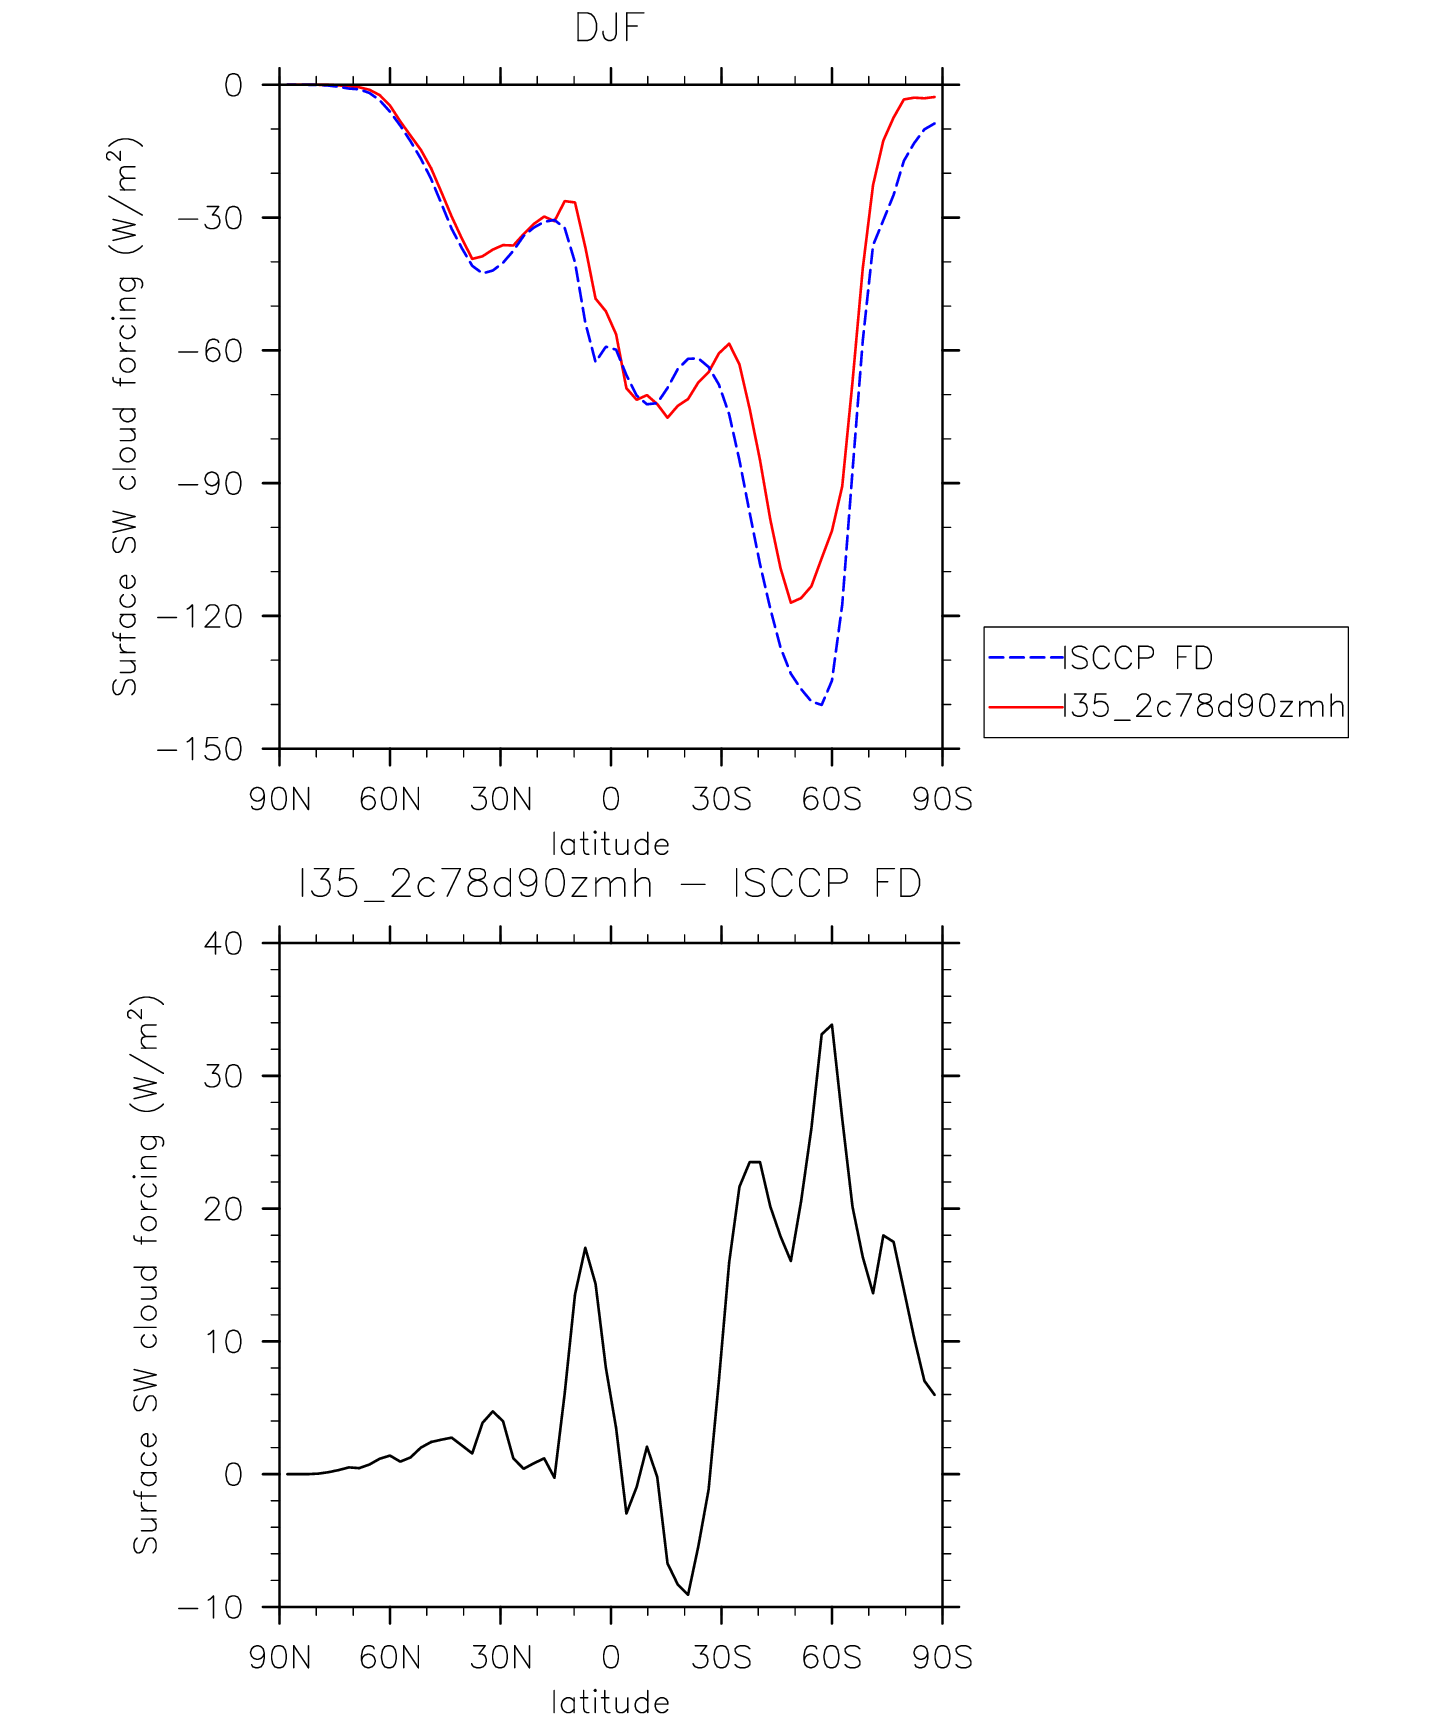 DJF
Surface SW cloud forcing (W/m²)
0
−30
−60
−90
−120
−150
90N 60N 30N 0 30S 60S 90S
latitude
ISCCP FD
I35_2c78d90zmh
I35_2c78d90zmh − ISCCP FD
Surface SW cloud forcing (W/m²)
40
30
20
10
0
−10
90N 60N 30N 0 30S 60S 90S
latitude